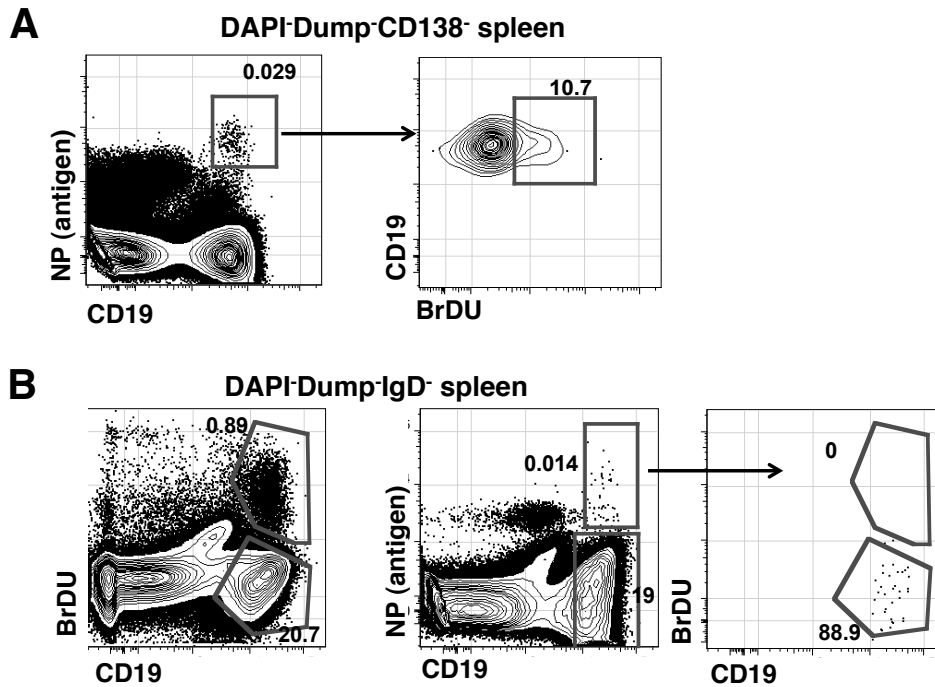 A
DAPI-Dump-CD138- spleen
0.029
10.7
NP (antigen)
CD19
CD19
BrDU
B
DAPI-Dump-IgD- spleen
0.89
20.7
BrDU
CD19
0.014
19
NP (antigen)
CD19
0
88.9
BrDU
CD19